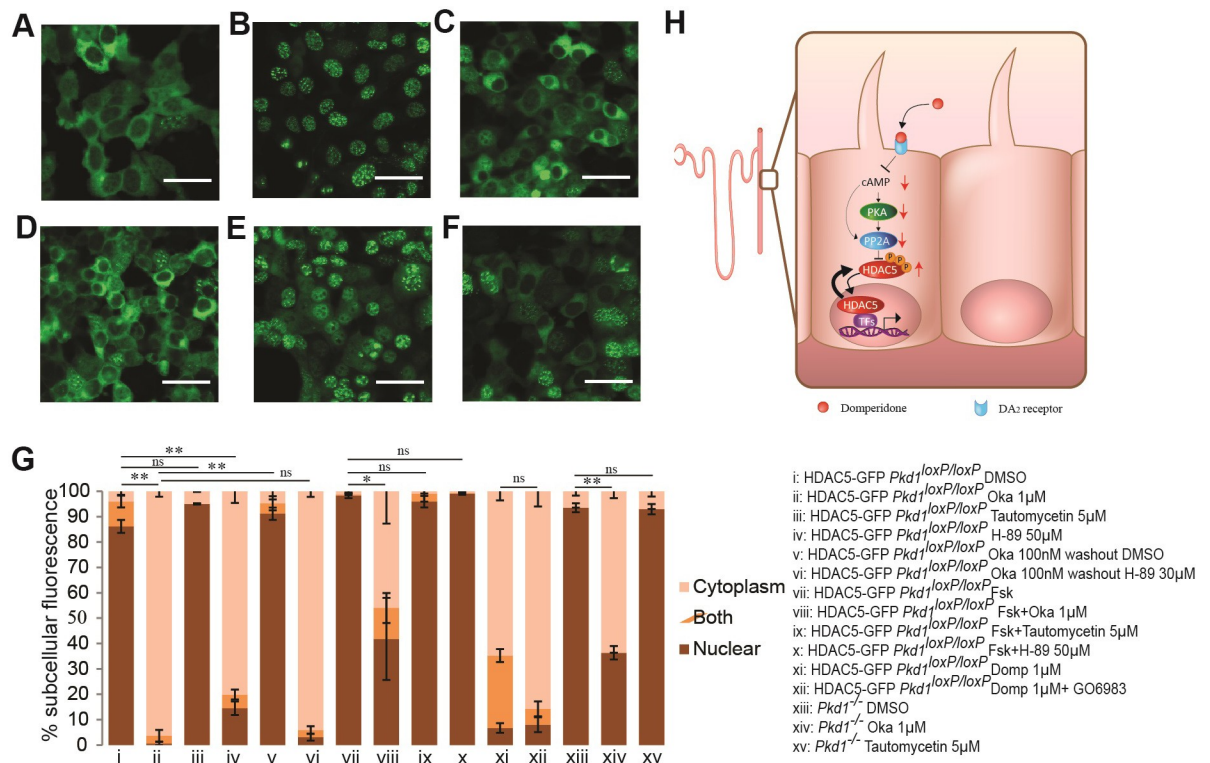 A
B
C
D
E
F
H
cAMP
PKA
PP2A
P P P
HDAC5
HDAC5
TFs
Domperidone
DA2 receptor
G
** ns ** ** ns ns ns * ns ns **
% subcellular fluorescence
100
90
80
70
60
50
40
30
20
10
0
i ii iii iv v vi vii viii ix x xi xii xiii xiv xv
Cytoplasm
Both
Nuclear
i: HDAC5-GFP Pkd1loxP/loxP DMSO
ii: HDAC5-GFP Pkd1loxP/loxP Oka 1µM
iii: HDAC5-GFP Pkd1loxP/loxP Tautomycetin 5µM
iv: HDAC5-GFP Pkd1loxP/loxP H-89 50µM
v: HDAC5-GFP Pkd1loxP/loxP Oka 100nM washout DMSO
vi: HDAC5-GFP Pkd1loxP/loxP Oka 100nM washout H-89 30µM
vii: HDAC5-GFP Pkd1loxP/loxP Fsk
viii: HDAC5-GFP Pkd1loxP/loxP Fsk+Oka 1µM
ix: HDAC5-GFP Pkd1loxP/loxP Fsk+Tautomycetin 5µM
x: HDAC5-GFP Pkd1loxP/loxP Fsk+H-89 50µM
xi: HDAC5-GFP Pkd1loxP/loxP Domp 1µM
xii: HDAC5-GFP Pkd1loxP/loxP Domp 1µM+ GO6983
xiii: Pkd1-/- DMSO
xiv: Pkd1-/- Oka 1µM
xv: Pkd1-/- Tautomycetin 5µM